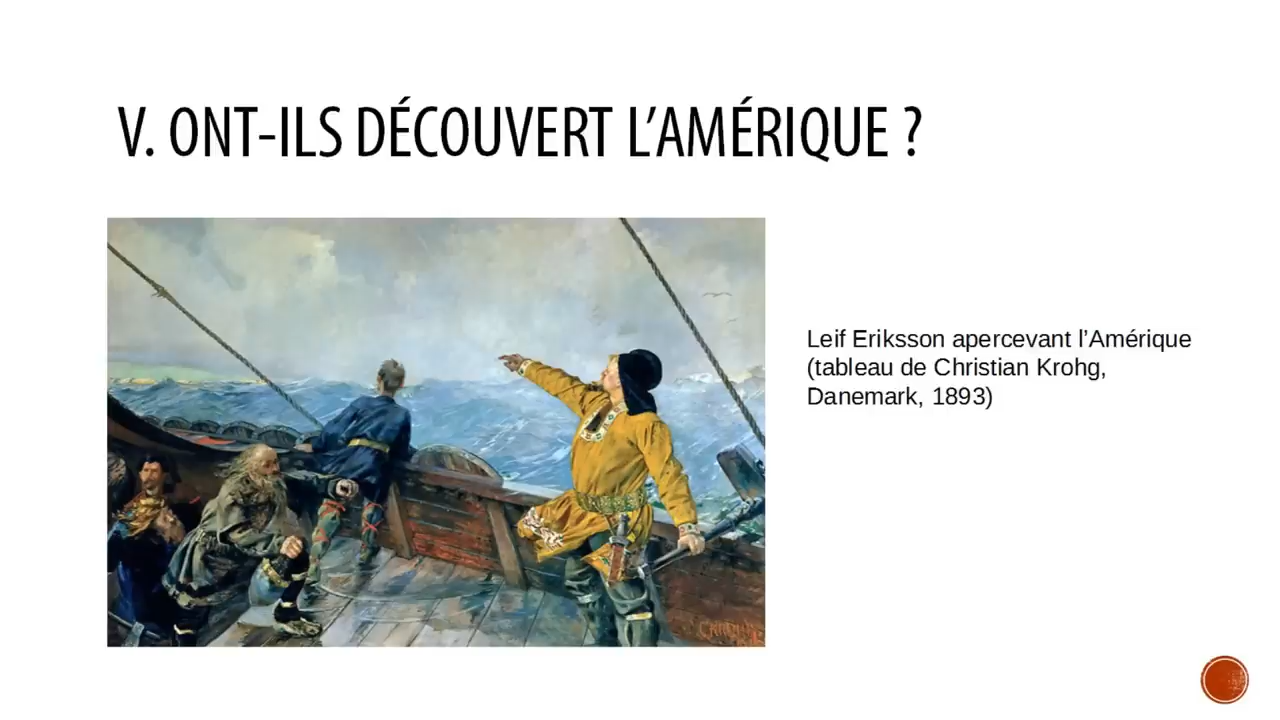 V. ONT-ILS DÉCOUVERT L’AMÉRIQUE ?
Leif Eriksson apercevant l’Amérique
(tableau de Christian Krohg,
Danemark, 1893)